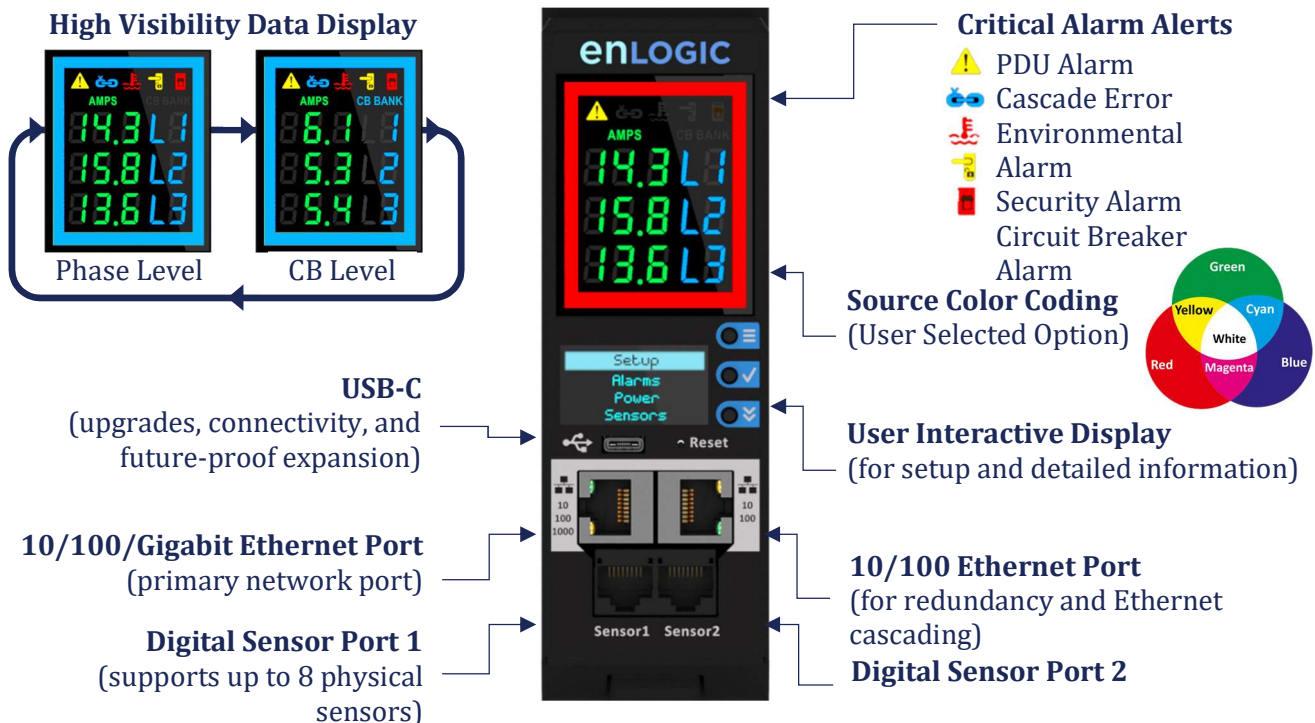 High Visibility Data Display
AMPS CB BANK
14.3 L1
15.8 L2
13.6 L3
Phase Level
AMPS CB BANK
6.1 1
5.3 L2
5.4 3
CB Level
enLOGIC
AMPS CB BANK
14.3 L1
15.8 L2
13.6 L3
Setup
Alarms
Power
Sensors
Reset
10
100
1000
10
100
Sensor1 Sensor2
Critical Alarm Alerts
PDU Alarm
Cascade Error
Environmental
Alarm
Security Alarm
Circuit Breaker
Alarm
Source Color Coding
(User Selected Option)
Green
Yellow
Cyan
White
Red
Magenta
Blue
User Interactive Display
(for setup and detailed information)
USB-C
(upgrades, connectivity, and
future-proof expansion)
10/100/Gigabit Ethernet Port
(primary network port)
Digital Sensor Port 1
(supports up to 8 physical
sensors)
10/100 Ethernet Port
(for redundancy and Ethernet
cascading)
Digital Sensor Port 2